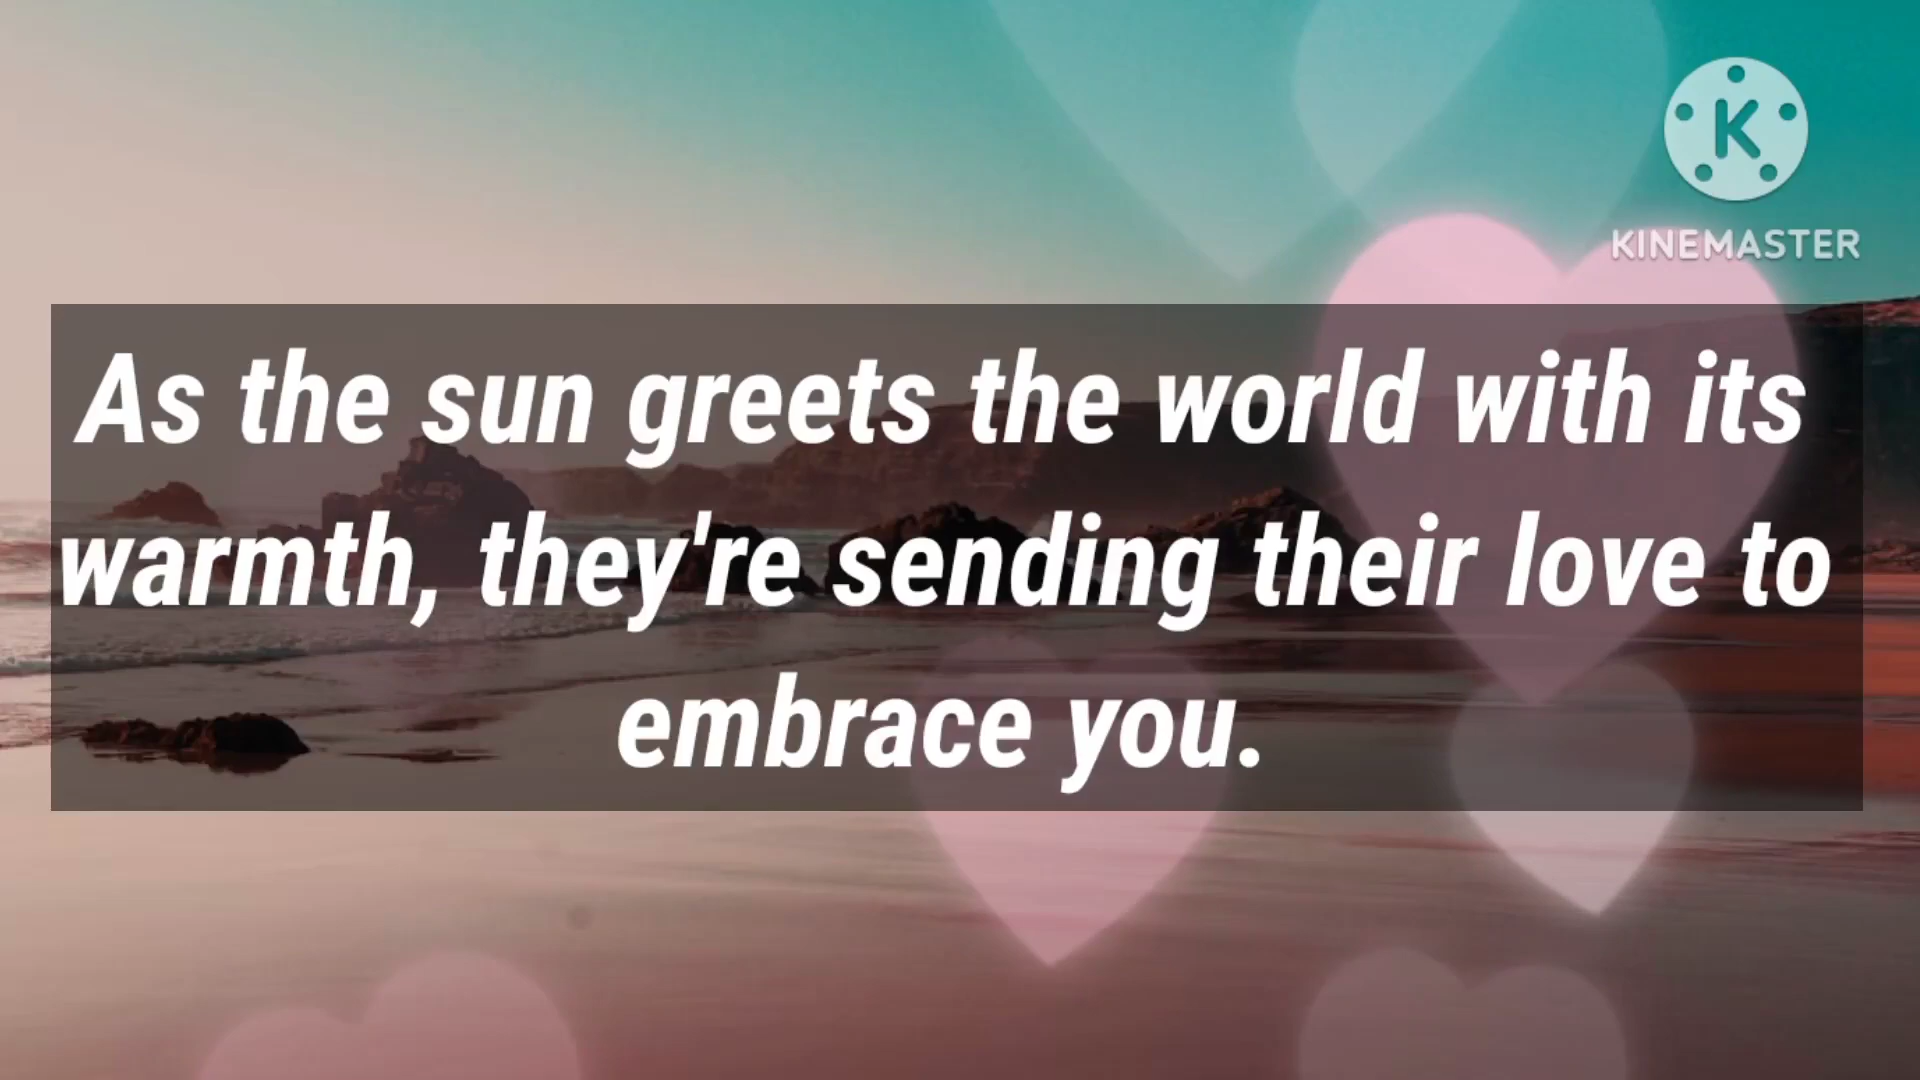 K
KINEMASTER
As the sun greets the world with its
warmth, they're sending their love to
embrace you.